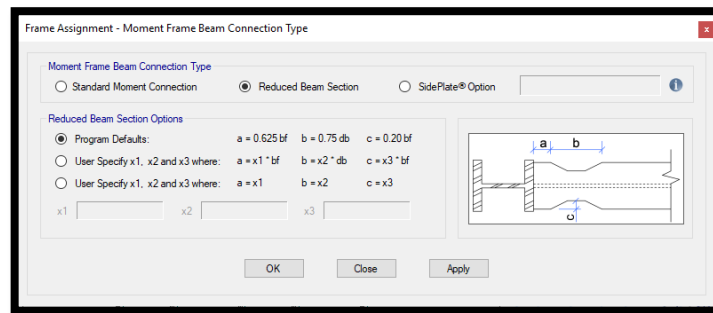 Frame Assignment - Moment Frame Beam Connection Type
x
Moment Frame Beam Connection Type
Standard Moment Connection Reduced Beam Section SidePlate® Option i
Reduced Beam Section Options
Program Defaults: a = 0.625 bf b = 0.75 db c = 0.20 bf
User Specify x1, x2 and x3 where: a = x1 * bf b = x2 * db c = x3 * bf
User Specify x1, x2 and x3 where: a = x1 b = x2 c = x3
x1 x2 x3
a b
c
OK Close Apply